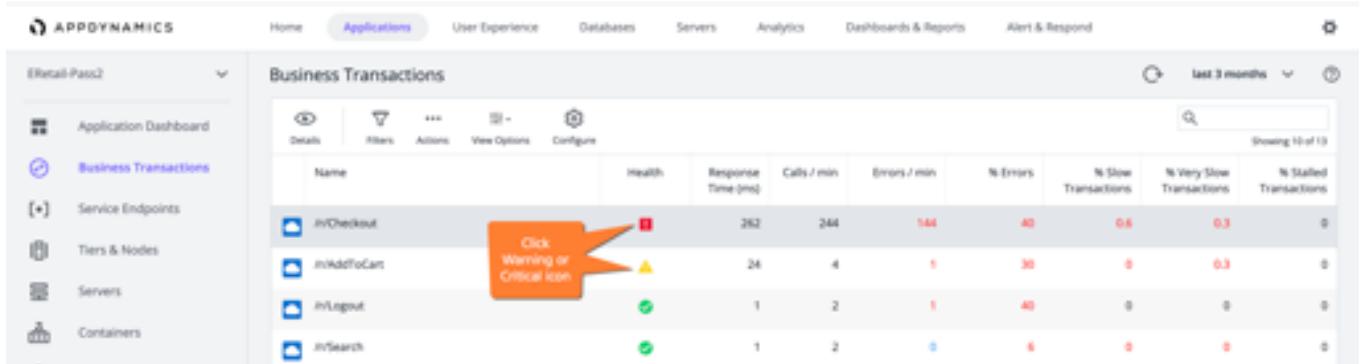 APPDYNAMICS
Home Applications User Experience Databases Servers Analytics Dashboards & Reports Alert & Respond
ERetail-Pass2
Business Transactions
last 3 months
Application Dashboard
Business Transactions
Service Endpoints
Tiers & Nodes
Servers
Containers
Details Filters Actions View Options Configure
Showing 10 of 13
Name Health Response Time (ms) Calls / min Errors / min % Errors % Slow Transactions % Very Slow Transactions % Stalled Transactions
/r/Checkout 262 244 144 40 0.6 0.3 0
/r/AddToCart 24 4 1 30 0 0.3 0
/r/Logout 1 2 1 40 0 0 0
/r/Search 1 2 0 6 0 0 0
Click
Warning or
Critical icon